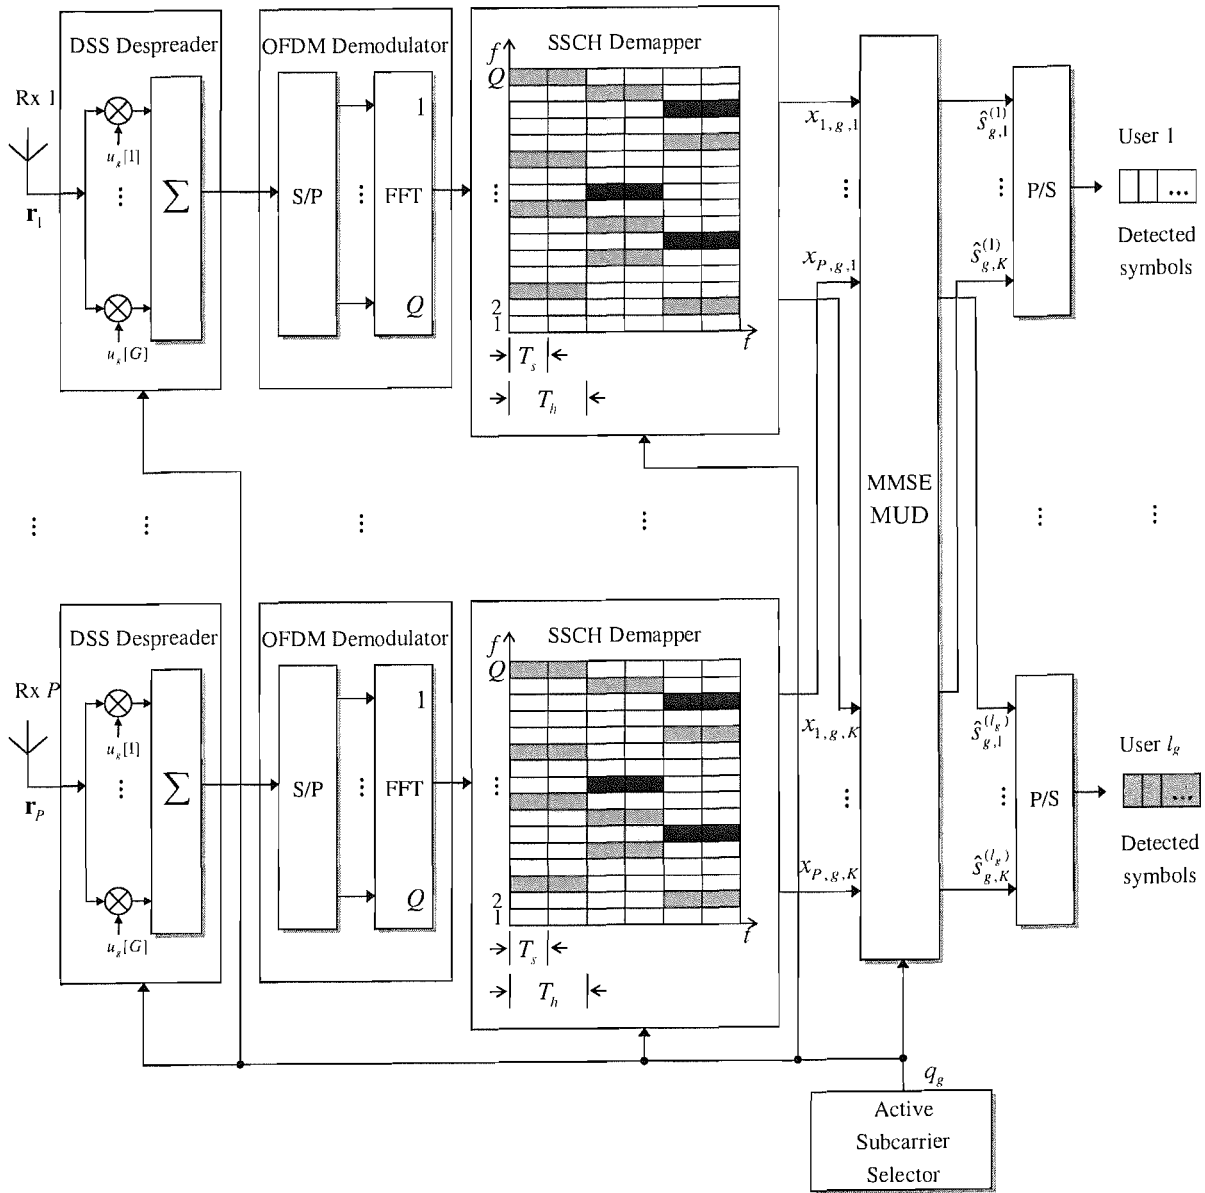 DSS Despreader
OFDM Demodulator
SSCH Demapper
f
Q
Rx 1
r₁
u_g[1]
⋮
Σ
u_g[G]
S/P
⋮
1
FFT
Q
⋮
2
1
t
T_s
T_h
x_{1,g,1}
⋮
x_{P,g,1}
ŝ_{g,1}^{(1)}
⋮
ŝ_{g,K}^{(1)}
P/S
User 1
...
Detected
symbols
MMSE
MUD
⋮ ⋮ ⋮ ⋮ ⋮ ⋮
DSS Despreader
OFDM Demodulator
SSCH Demapper
f
Q
Rx P
r_P
u_g[1]
⋮
Σ
u_g[G]
S/P
⋮
1
FFT
Q
⋮
2
1
t
T_s
T_h
x_{1,g,K}
⋮
x_{P,g,K}
ŝ_{g,1}^{(l_g)}
⋮
ŝ_{g,K}^{(l_g)}
P/S
User l_g
...
Detected
symbols
q_g
Active
Subcarrier
Selector